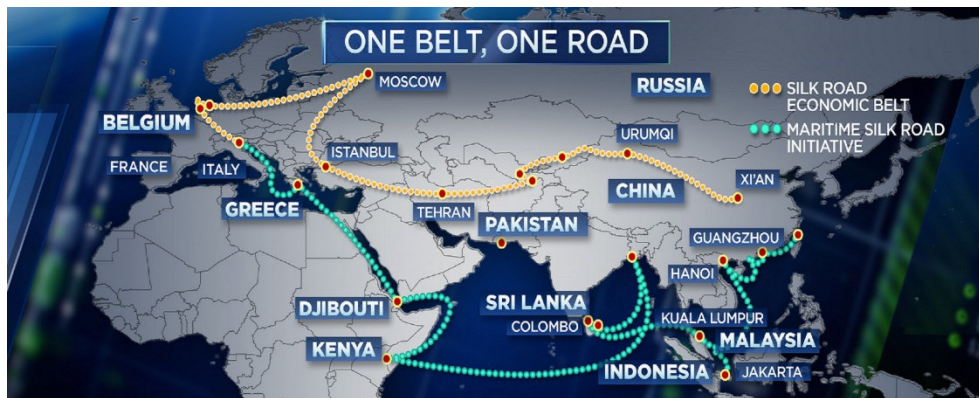 ONE BELT, ONE ROAD
MOSCOW
RUSSIA
SILK ROAD
ECONOMIC BELT
MARITIME SILK ROAD
INITIATIVE
BELGIUM
FRANCE
ITALY
ISTANBUL
URUMQI
XI'AN
CHINA
GREECE
TEHRAN
PAKISTAN
GUANGZHOU
HANOI
DJIBOUTI
SRI LANKA
COLOMBO
KUALA LUMPUR
KENYA
MALAYSIA
INDONESIA
JAKARTA